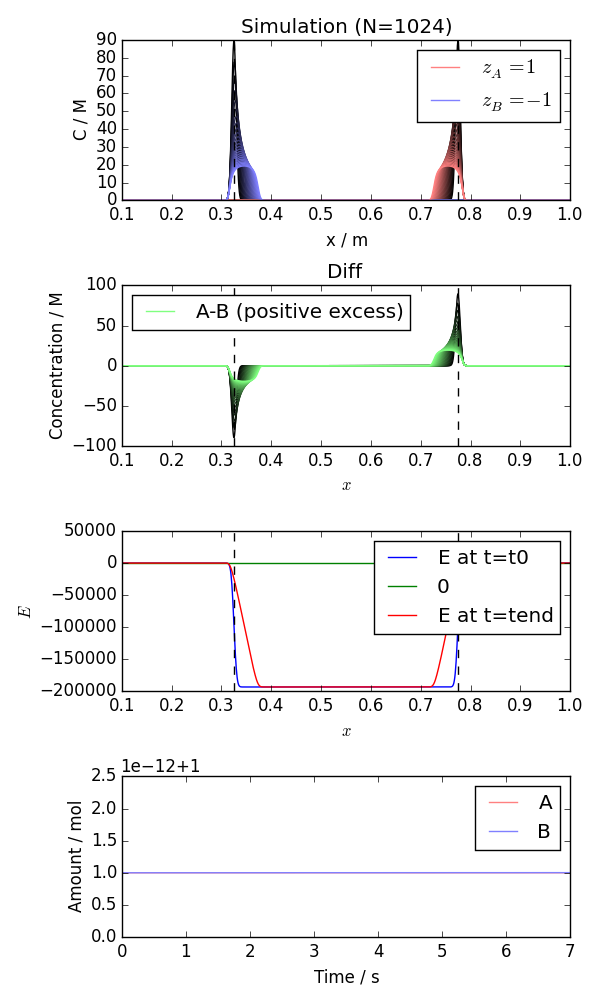 Simulation (N=1024)
90
80
70
60
50
40
30
20
10
0
C / M
z_A = 1
z_B = −1
0.1 0.2 0.3 0.4 0.5 0.6 0.7 0.8 0.9 1.0
x / m
Diff
100
50
0
−50
−100
Concentration / M
A-B (positive excess)
0.1 0.2 0.3 0.4 0.5 0.6 0.7 0.8 0.9 1.0
x
50000
0
−50000
−100000
−150000
−200000
E
E at t=t0
0
E at t=tend
0.1 0.2 0.3 0.4 0.5 0.6 0.7 0.8 0.9 1.0
x
1e−12+1
2.5
2.0
1.5
1.0
0.5
0.0
Amount / mol
A
B
0 1 2 3 4 5 6 7
Time / s